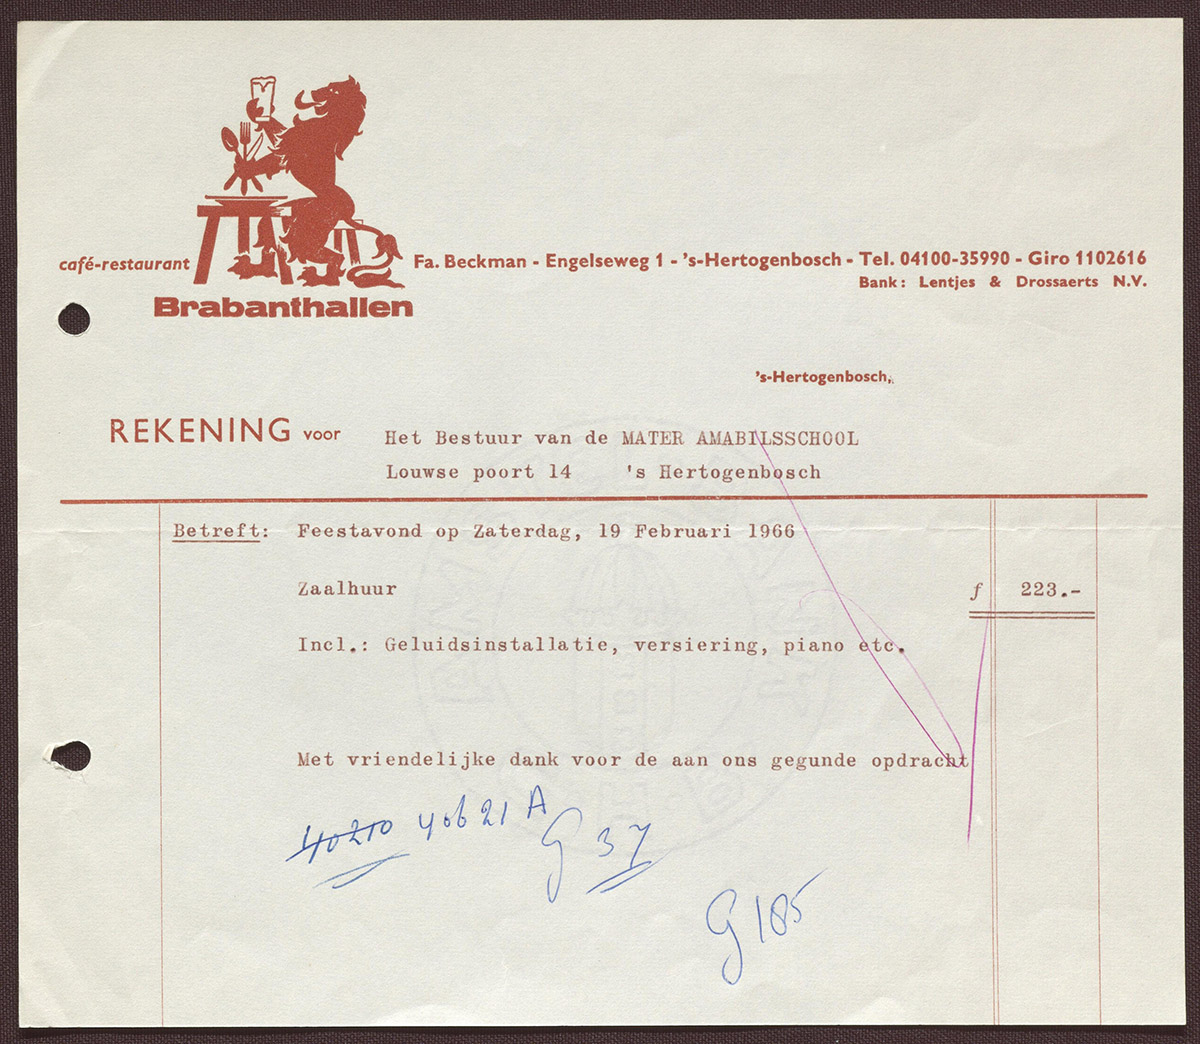 café-restaurant
Brabanthallen
Fa. Beckman - Engelseweg 1 - 's-Hertogenbosch - Tel. 04100-35990 - Giro 1102616
Bank: Lentjes & Drossaerts N.V.
's-Hertogenbosch,
REKENING voor Het Bestuur van de MATER AMABILSSCHOOL
Louwse poort 14 's Hertogenbosch
Betreft: Feestavond op Zaterdag, 19 Februari 1966
Zaalhuur f 223.-
Incl.: Geluidsinstallatie, versiering, piano etc.
Met vriendelijke dank voor de aan ons gegunde opdracht
40210 40621 A
G 37
G 185